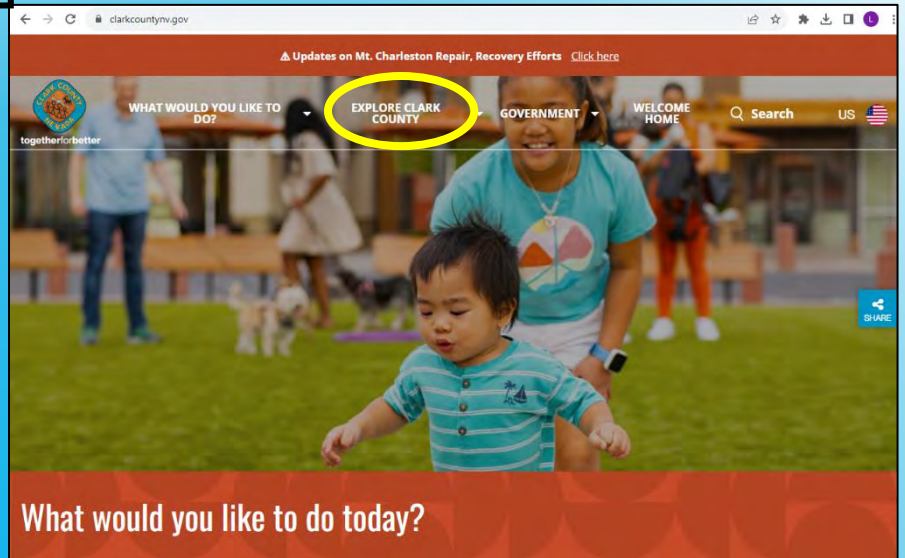 clarkcountynv.gov
L
⚠ Updates on Mt. Charleston Repair, Recovery Efforts Click here
CLARK COUNTY
NEVADA
togetherforbetter
WHAT WOULD YOU LIKE TO
DO?
EXPLORE CLARK
COUNTY
GOVERNMENT
WELCOME
HOME
Search
US
SHARE
What would you like to do today?